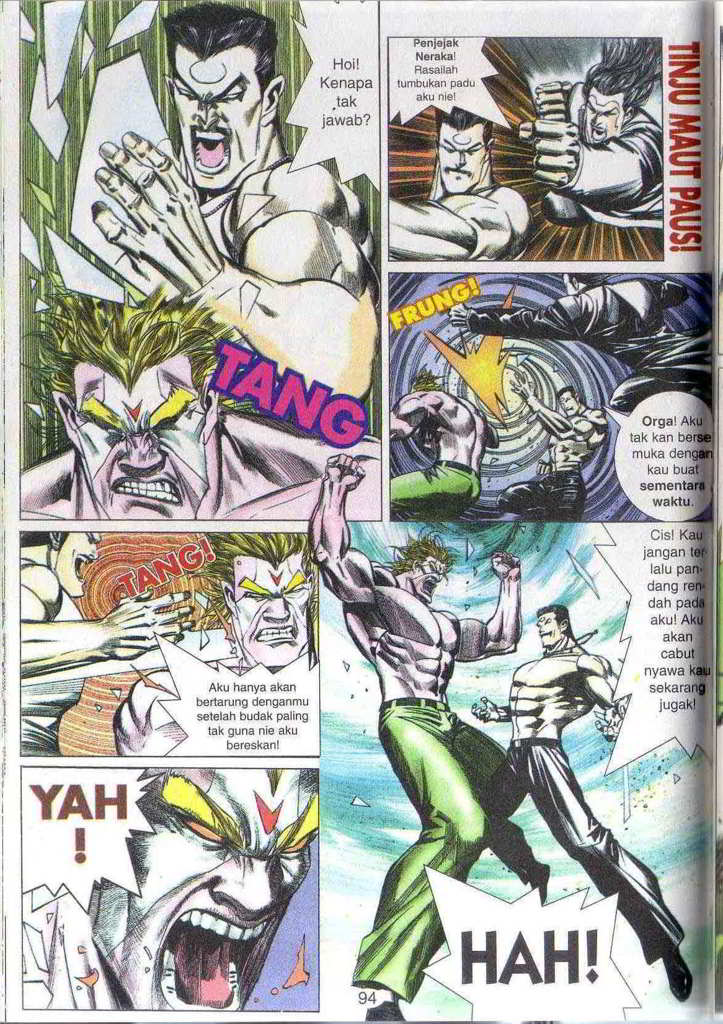 Hoi!
Kenapa
tak
jawab?
TANG
Penjejak
Neraka!
Rasailah
tumbukan padu
aku nie!
TINJU MAUT PAUS!
FRUNG!
Orga! Aku
tak kan berse
muka dengan
kau buat
sementara
waktu.
TANG!
Aku hanya akan
bertarung denganmu
setelah budak paling
tak guna nie aku
bereskan!
Cis! Kau
jangan ter-
lalu pan-
dang ren-
dah pada
aku! Aku
akan
cabut
nyawa kau
sekarang
jugak!
YAH
!
HAH!
94